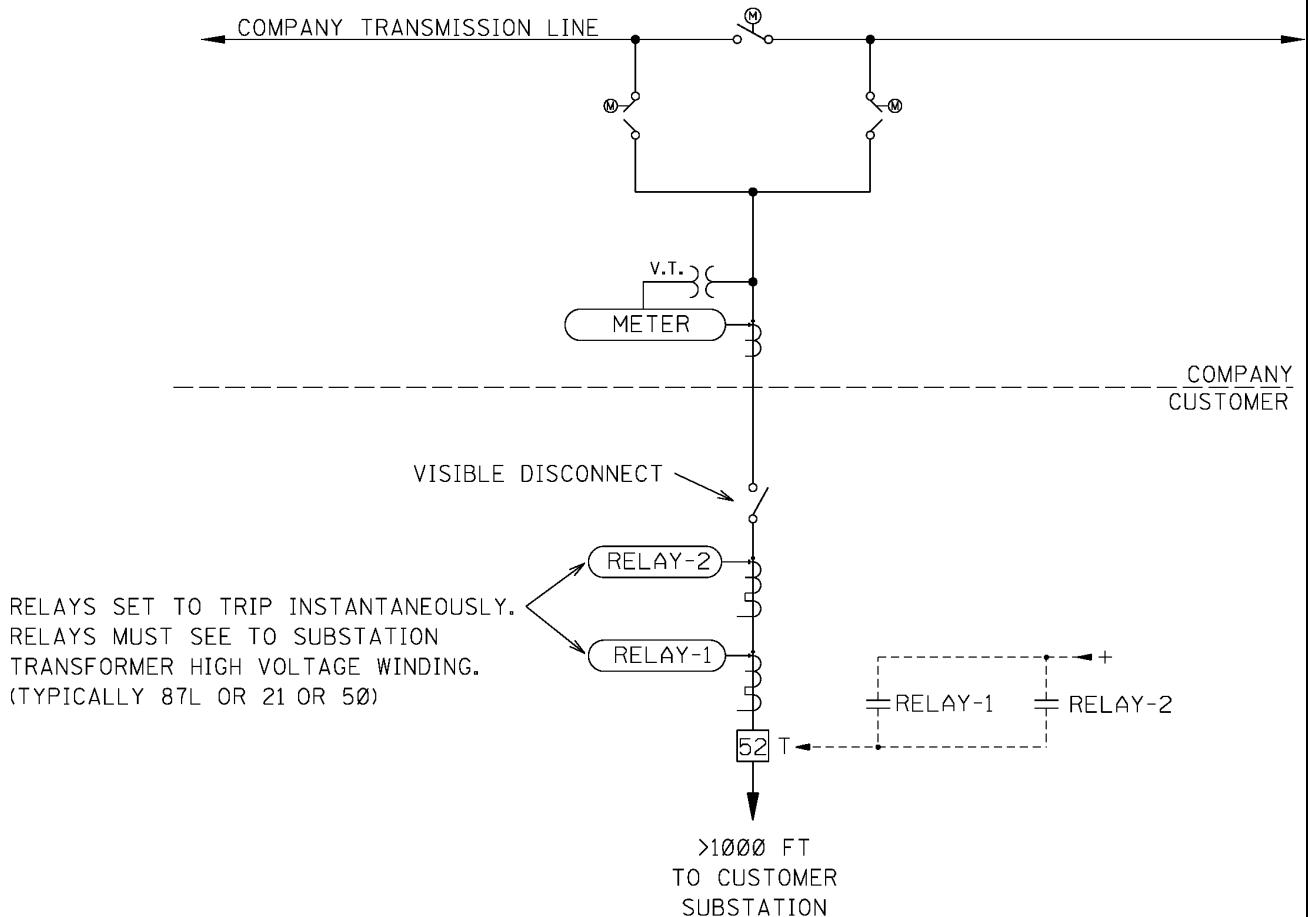 M
COMPANY TRANSMISSION LINE
M
M
V.T.
METER
COMPANY
CUSTOMER
VISIBLE DISCONNECT
RELAY-2
RELAYS SET TO TRIP INSTANTANEOUSLY.
RELAYS MUST SEE TO SUBSTATION
TRANSFORMER HIGH VOLTAGE WINDING.
(TYPICALLY 87L OR 21 OR 50)
RELAY-1
+
RELAY-1
RELAY-2
52
T
>1000 FT
TO CUSTOMER
SUBSTATION